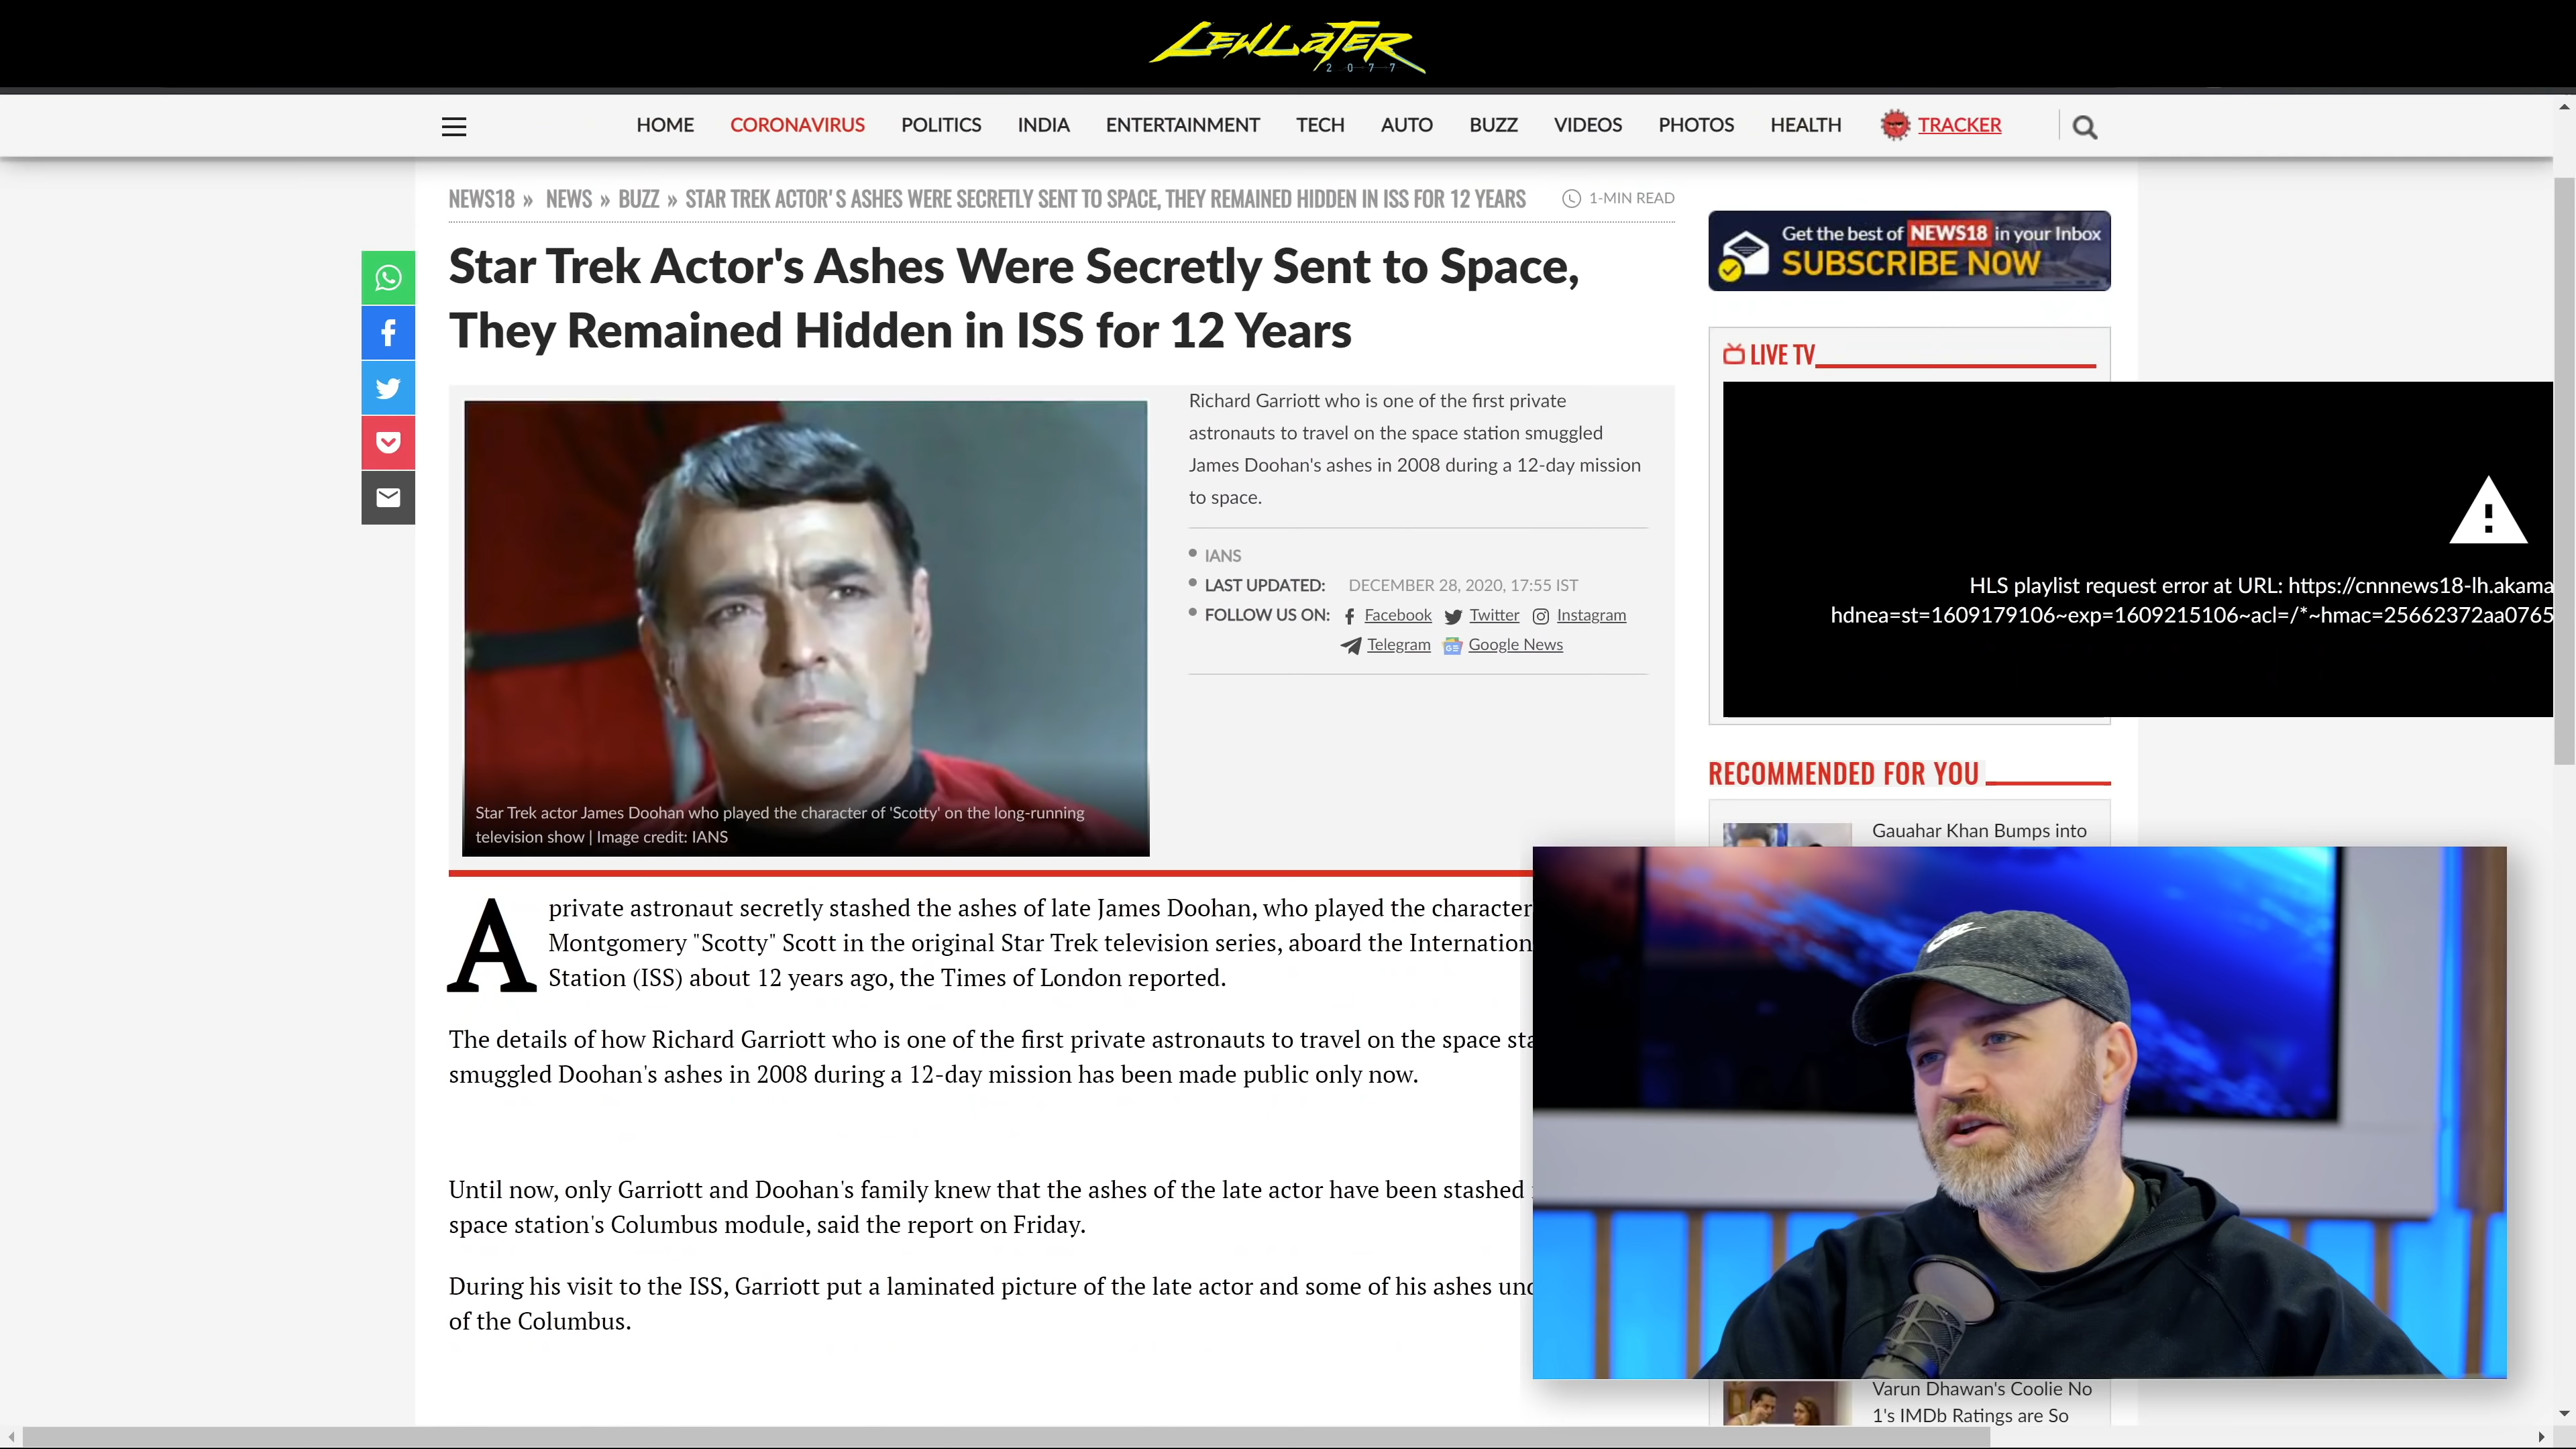 LEWLATER
2077
HOME CORONAVIRUS POLITICS INDIA ENTERTAINMENT TECH AUTO BUZZ VIDEOS PHOTOS HEALTH TRACKER
NEWS18 » NEWS » BUZZ » STAR TREK ACTOR'S ASHES WERE SECRETLY SENT TO SPACE, THEY REMAINED HIDDEN IN ISS FOR 12 YEARS
1-MIN READ
Star Trek Actor's Ashes Were Secretly Sent to Space,
They Remained Hidden in ISS for 12 Years
Star Trek actor James Doohan who played the character of 'Scotty' on the long-running
television show | Image credit: IANS
Richard Garriott who is one of the first private
astronauts to travel on the space station smuggled
James Doohan's ashes in 2008 during a 12-day mission
to space.
IANS
LAST UPDATED: DECEMBER 28, 2020, 17:55 IST
FOLLOW US ON: Facebook Twitter Instagram
Telegram Google News
A private astronaut secretly stashed the ashes of late James Doohan, who played the character
Montgomery "Scotty" Scott in the original Star Trek television series, aboard the Internation
Station (ISS) about 12 years ago, the Times of London reported.
The details of how Richard Garriott who is one of the first private astronauts to travel on the space sta
smuggled Doohan's ashes in 2008 during a 12-day mission has been made public only now.
Until now, only Garriott and Doohan's family knew that the ashes of the late actor have been stashed
space station's Columbus module, said the report on Friday.
During his visit to the ISS, Garriott put a laminated picture of the late actor and some of his ashes und
of the Columbus.
Get the best of NEWS18 in your Inbox
SUBSCRIBE NOW
LIVE TV
HLS playlist request error at URL: https://cnnnews18-lh.akama
hdnea=st=1609179106~exp=1609215106~acl=/*~hmac=25662372aa0765
RECOMMENDED FOR YOU
Gauahar Khan Bumps into
Varun Dhawan's Coolie No
1's IMDb Ratings are So